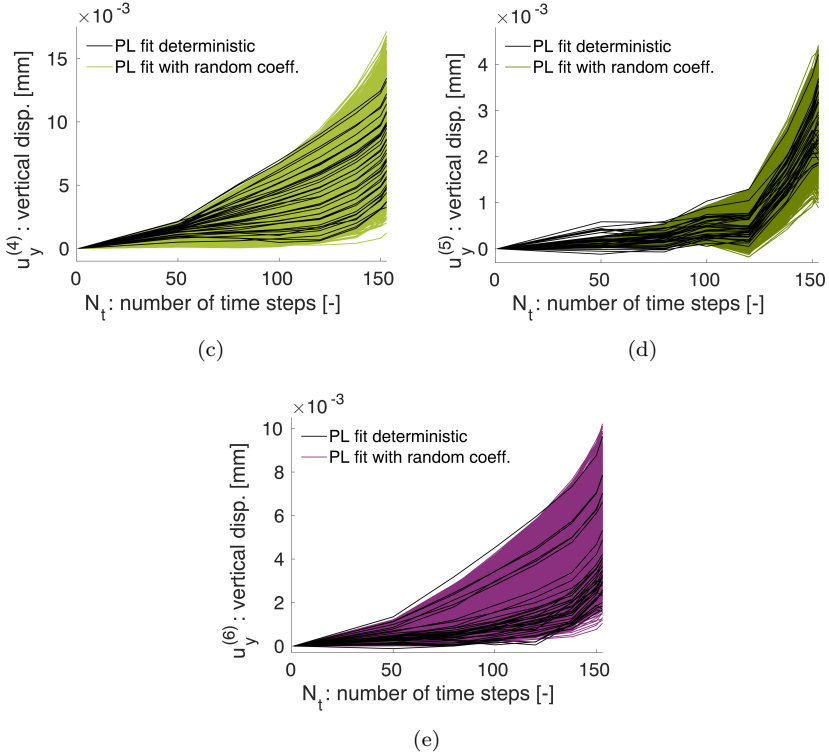 ×10⁻³
PL fit deterministic
PL fit with random coeff.
15
10
5
0
u_y^(4) : vertical disp. [mm]
0 50 100 150
N_t : number of time steps [-]
(c)
×10⁻³
PL fit deterministic
PL fit with random coeff.
4
3
2
1
0
u_y^(5) : vertical disp. [mm]
0 50 100 150
N_t : number of time steps [-]
(d)
×10⁻³
PL fit deterministic
PL fit with random coeff.
10
8
6
4
2
0
u_y^(6) : vertical disp. [mm]
0 50 100 150
N_t : number of time steps [-]
(e)